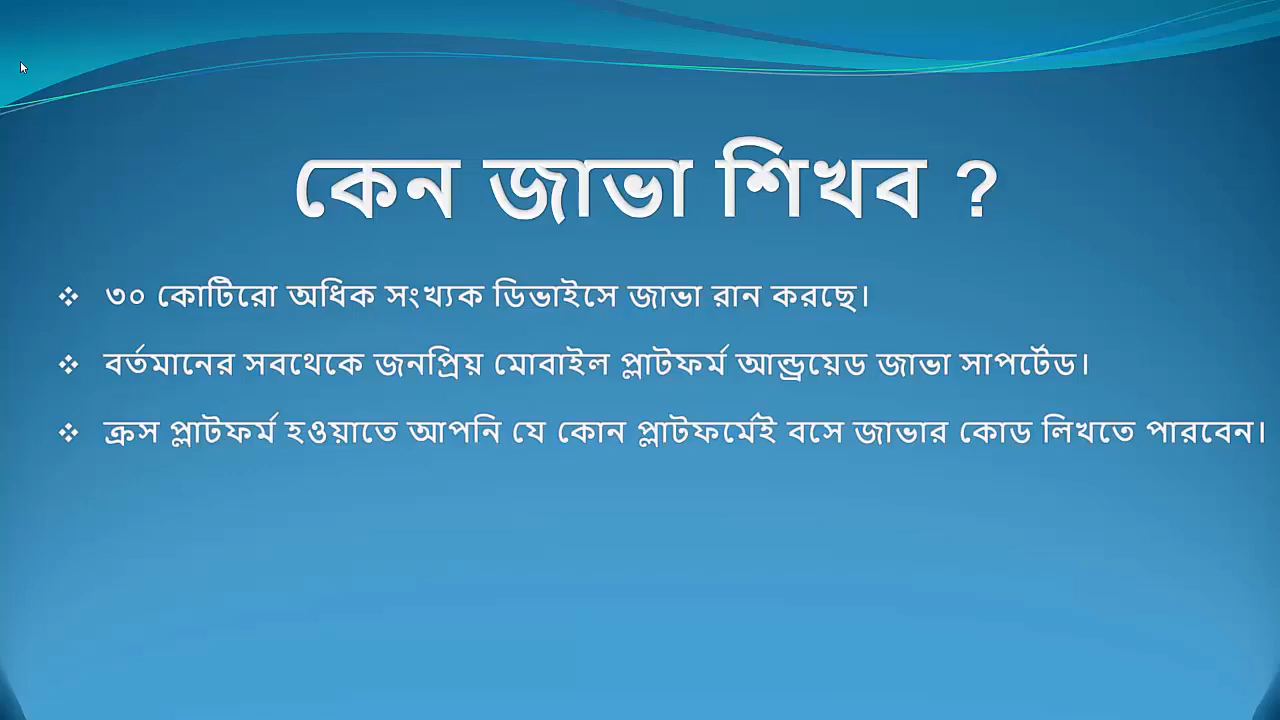 কেন জাভা শিখব ?
৩০ কোটিরো অধিক সংখ্যক ডিভাইসে জাভা রান করছে।
বর্তমানের সবথেকে জনপ্রিয় মোবাইল প্লাটফর্ম আন্ড্রয়েড জাভা সাপর্টেড।
ক্রস প্লাটফর্ম হওয়াতে আপনি যে কোন প্লাটফর্মেই বসে জাভার কোড লিখতে পারবেন।